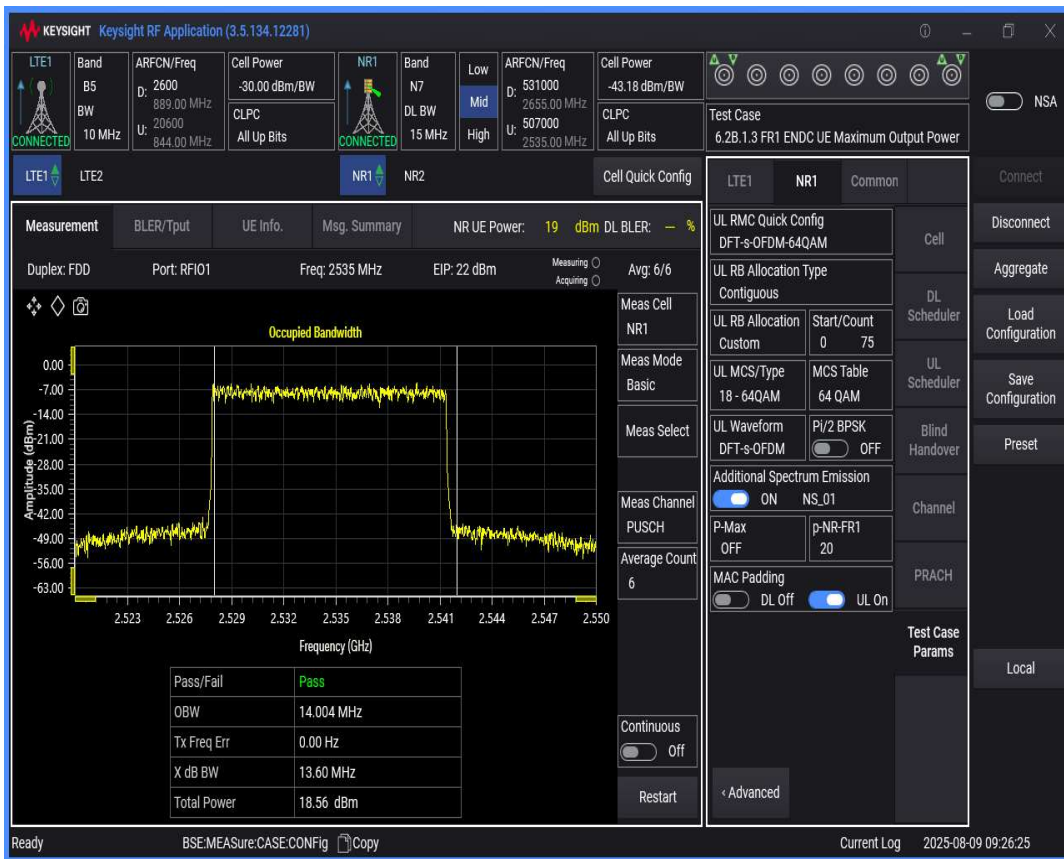 KEYSIGHT Keysight RF Application (3.5.134.12281)
LTE1
CONNECTED
Band
B5
BW
10 MHz
ARFCN/Freq
D: 2600
889.00 MHz
U: 20600
844.00 MHz
Cell Power
-30.00 dBm/BW
CLPC
All Up Bits
NR1
CONNECTED
Band
N7
DL BW
15 MHz
Low
Mid
High
ARFCN/Freq
D: 531000
2655.00 MHz
U: 507000
2535.00 MHz
Cell Power
-43.18 dBm/BW
CLPC
All Up Bits
Test Case
6.2B.1.3 FR1 ENDC UE Maximum Output Power
NSA
LTE1 LTE2 NR1 NR2 Cell Quick Config
Measurement BLER/Tput UE Info. Msg. Summary NR UE Power: 19 dBm DL BLER: — %
Duplex: FDD Port: RFIO1 Freq: 2535 MHz EIP: 22 dBm Measuring Acquiring Avg: 6/6
Occupied Bandwidth
Amplitude (dBm)
0.00
-7.00
-14.00
-21.00
-28.00
-35.00
-42.00
-49.00
-56.00
-63.00
2.523 2.526 2.529 2.532 2.535 2.538 2.541 2.544 2.547 2.550
Frequency (GHz)
Pass/Fail Pass
OBW 14.004 MHz
Tx Freq Err 0.00 Hz
X dB BW 13.60 MHz
Total Power 18.56 dBm
Meas Cell
NR1
Meas Mode
Basic
Meas Select
Meas Channel
PUSCH
Average Count
6
Continuous
Off
Restart
LTE1 NR1 Common
UL RMC Quick Config
DFT-s-OFDM-64QAM
UL RB Allocation Type
Contiguous
UL RB Allocation
Custom
Start/Count
0 75
UL MCS/Type
18 - 64QAM
MCS Table
64 QAM
UL Waveform
DFT-s-OFDM
Pi/2 BPSK
OFF
Additional Spectrum Emission
ON NS_01
P-Max
OFF
p-NR-FR1
20
MAC Padding
DL Off UL On
‹ Advanced
Cell
DL
Scheduler
UL
Scheduler
Blind
Handover
Channel
PRACH
Test Case
Params
Connect
Disconnect
Aggregate
Load
Configuration
Save
Configuration
Preset
Local
Ready BSE:MEASure:CASE:CONFig Copy Current Log 2025-08-09 09:26:25